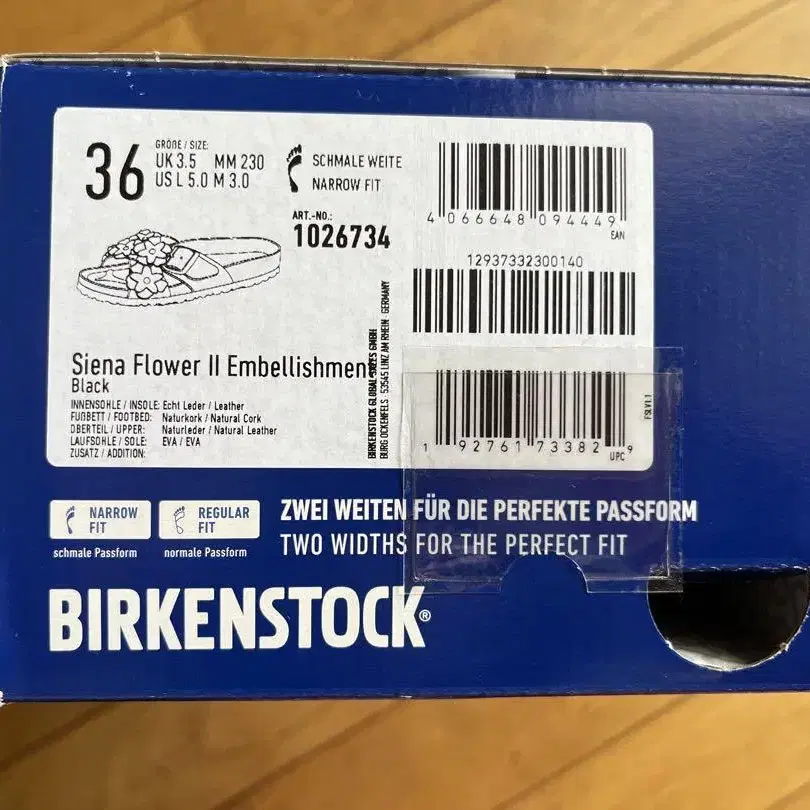 36
GRÖßE / SIZE:
UK 3.5 MM 230
US L 5.0 M 3.0
SCHMALE WEITE
NARROW FIT
ART.-NO.:
1026734
4 066648 094449
EAN
12937332300140
Siena Flower II Embellishment
Black
INNENSOHLE / INSOLE: Echt Leder / Leather
FUßBETT / FOOTBED: Naturkork / Natural Cork
OBERTEIL / UPPER: Naturleder / Natural Leather
LAUFSOHLE / SOLE: EVA / EVA
ZUSATZ / ADDITION:
BIRKENSTOCK GLOBAL SALES GMBH
BURG OCKENFELS · 53545 LINZ AM RHEIN · GERMANY
1 92761 73382 9
UPC
FSLV1.1
NARROW FIT
schmale Passform
REGULAR FIT
normale Passform
ZWEI WEITEN FÜR DIE PERFEKTE PASSFORM
TWO WIDTHS FOR THE PERFECT FIT
BIRKENSTOCK®